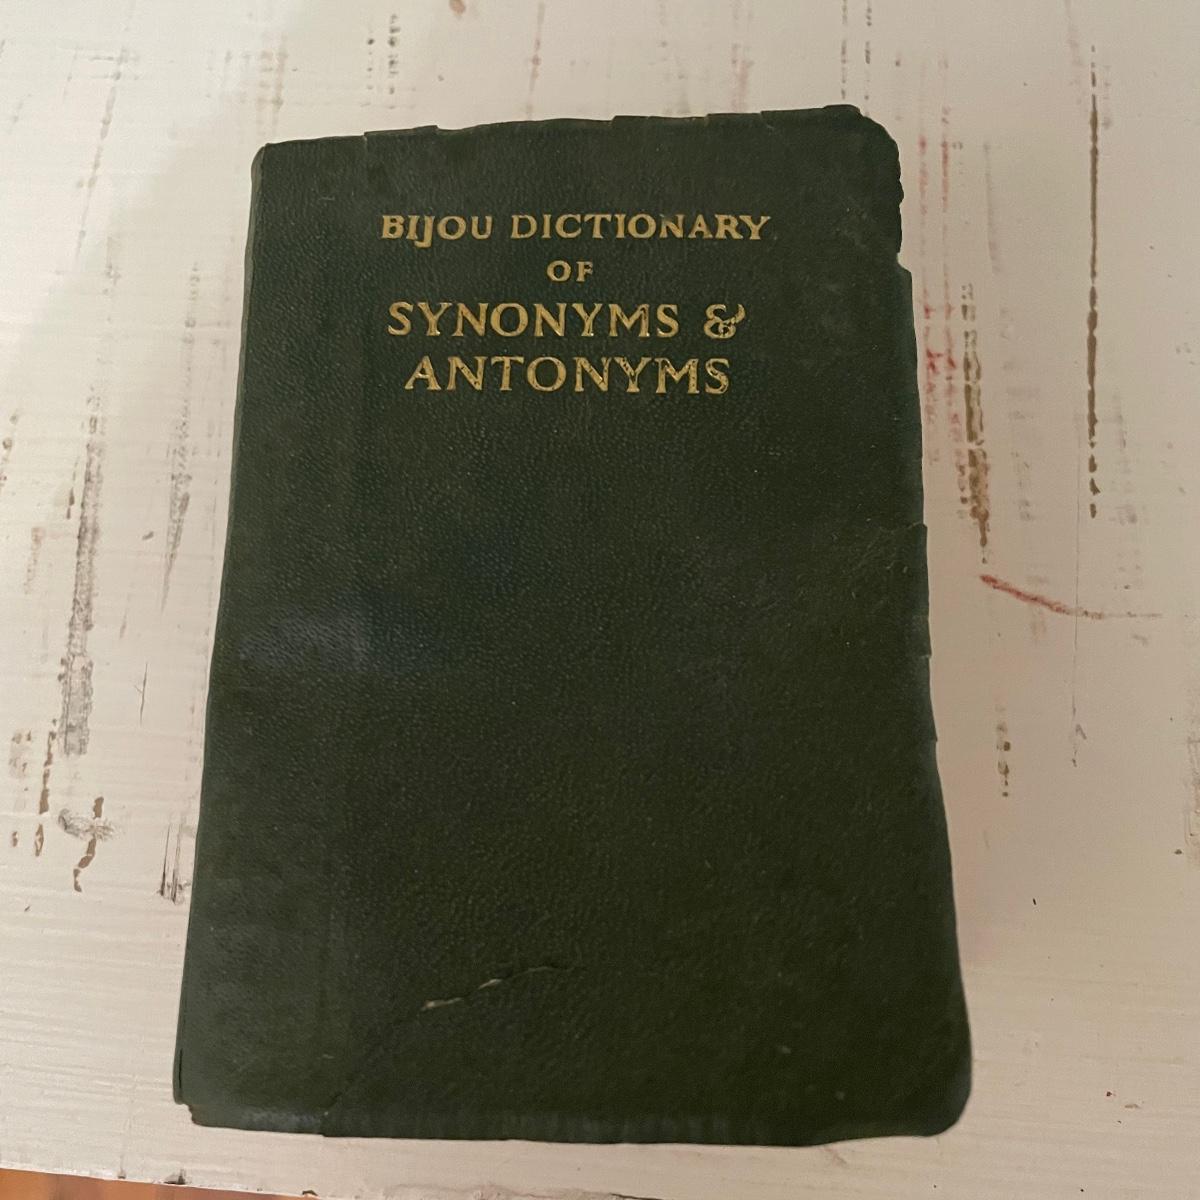 BIJOU DICTIONARY
OF
SYNONYMS &
ANTONYMS